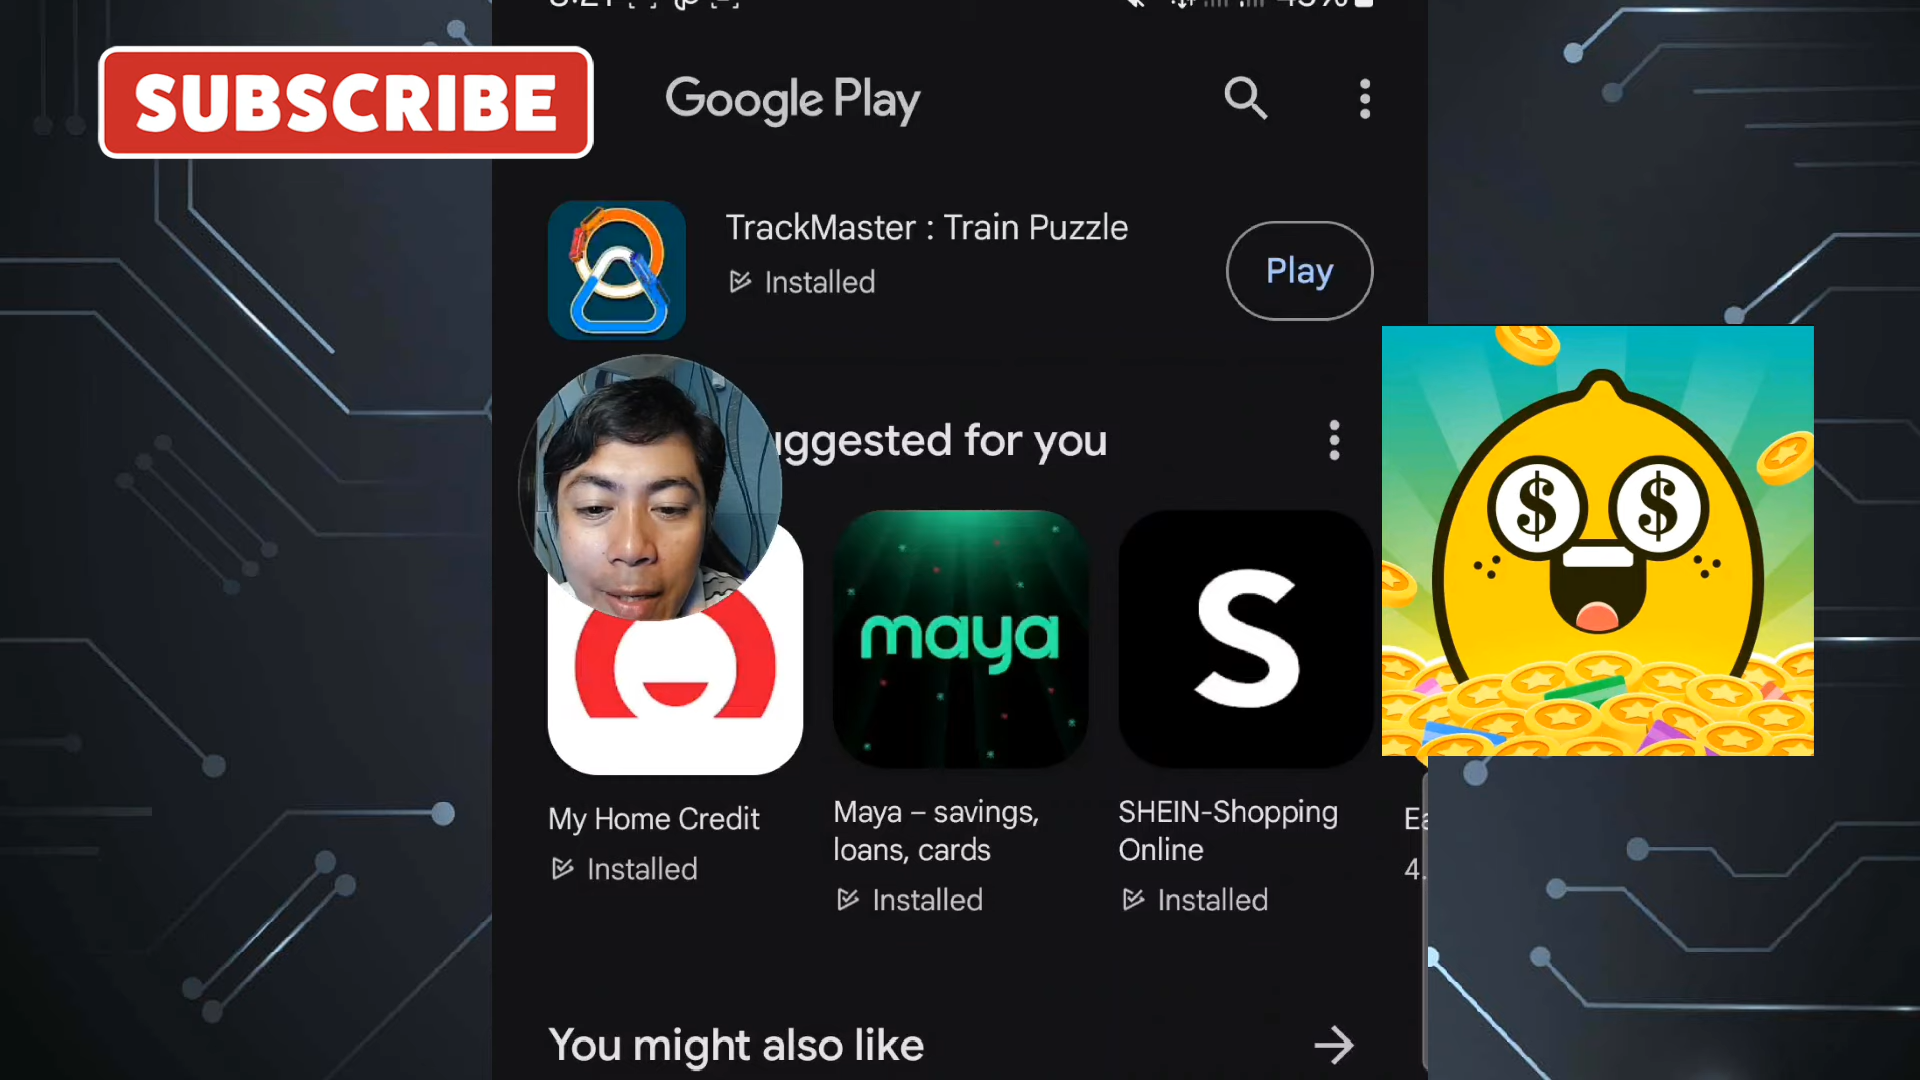 SUBSCRIBE
Google Play
TrackMaster : Train Puzzle
Installed
Play
uggested for you
maya
S
My Home Credit
Installed
Maya – savings,
loans, cards
Installed
SHEIN-Shopping
Online
Installed
$ $
You might also like